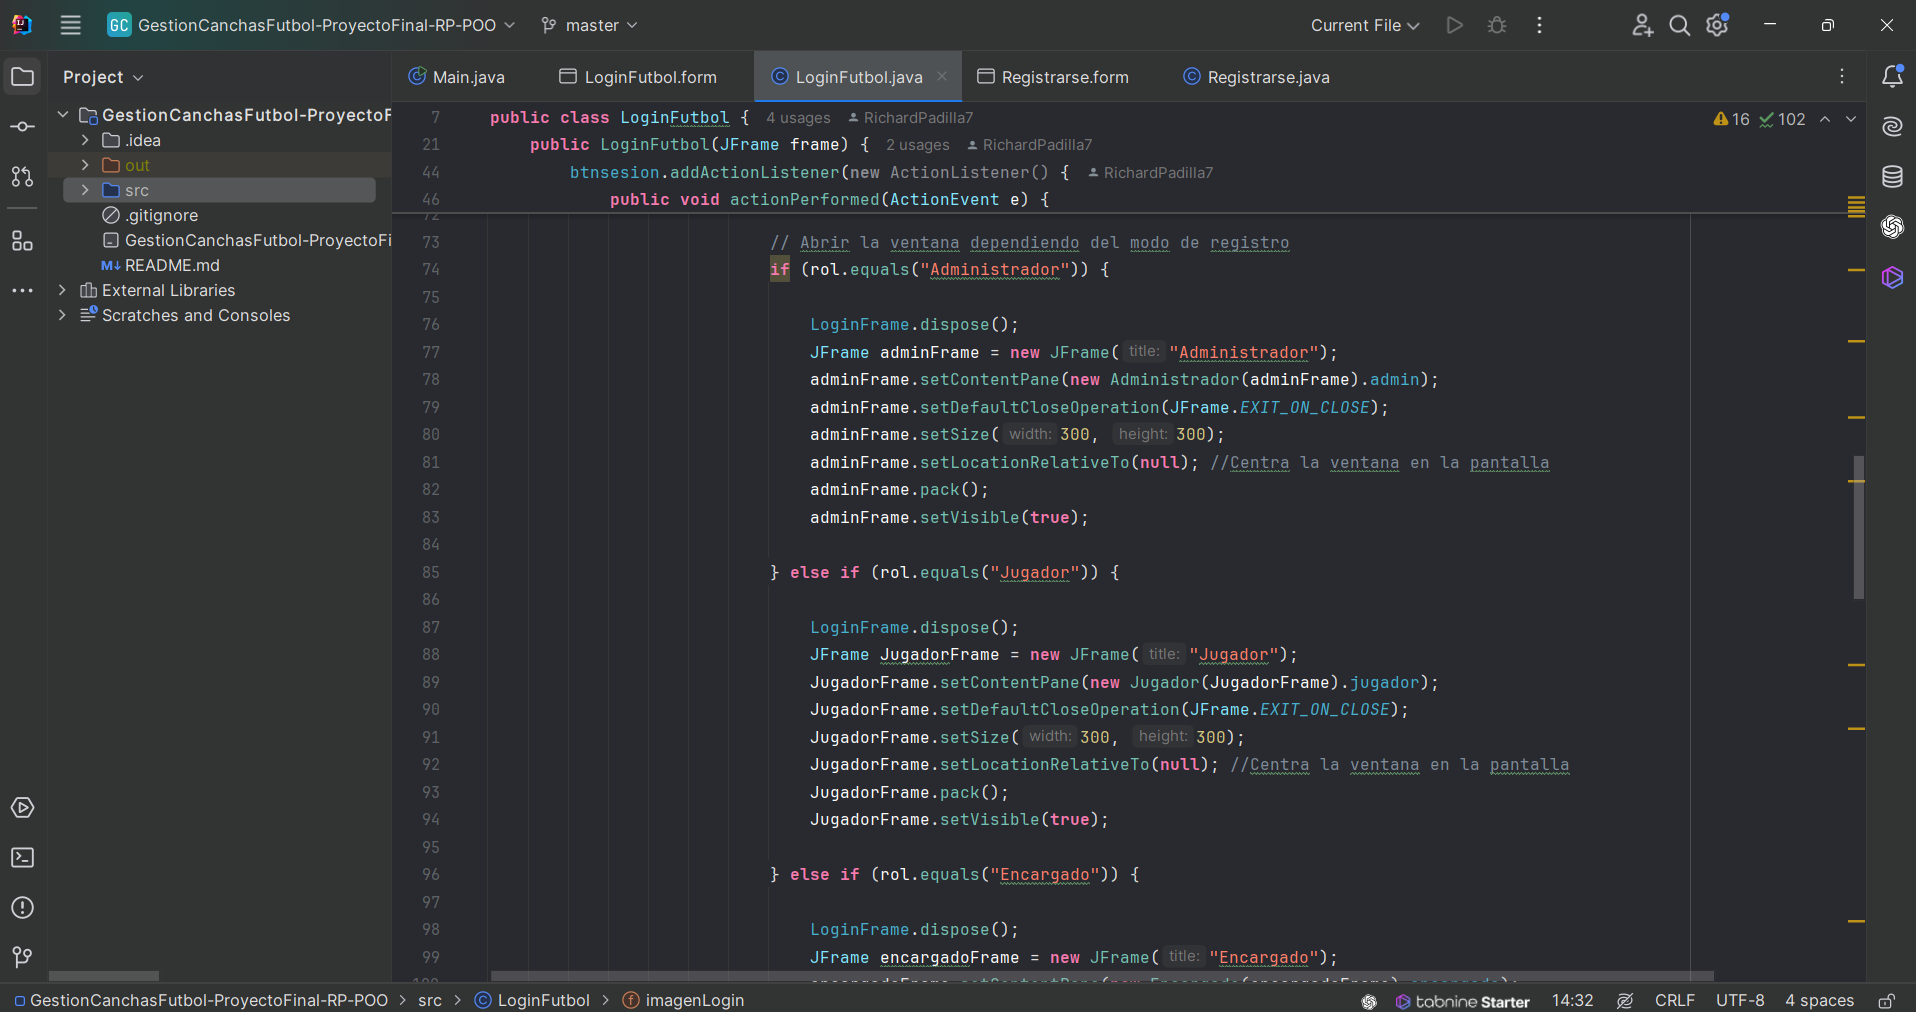 GC GestionCanchasFutbol-ProyectoFinal-RP-POO master Current File
Project
GestionCanchasFutbol-ProyectoF
.idea
out
src
.gitignore
GestionCanchasFutbol-ProyectoFi
M↓ README.md
External Libraries
Scratches and Consoles
Main.java LoginFutbol.form LoginFutbol.java Registrarse.form Registrarse.java
16 102
7 public class LoginFutbol { 4 usages RichardPadilla7
21 public LoginFutbol(JFrame frame) { 2 usages RichardPadilla7
44 btnsesion.addActionListener(new ActionListener() { RichardPadilla7
46 public void actionPerformed(ActionEvent e) {
72
73 // Abrir la ventana dependiendo del modo de registro
74 if (rol.equals("Administrador")) {
75
76 LoginFrame.dispose();
77 JFrame adminFrame = new JFrame( title: "Administrador");
78 adminFrame.setContentPane(new Administrador(adminFrame).admin);
79 adminFrame.setDefaultCloseOperation(JFrame.EXIT_ON_CLOSE);
80 adminFrame.setSize( width: 300, height: 300);
81 adminFrame.setLocationRelativeTo(null); //Centra la ventana en la pantalla
82 adminFrame.pack();
83 adminFrame.setVisible(true);
84
85 } else if (rol.equals("Jugador")) {
86
87 LoginFrame.dispose();
88 JFrame JugadorFrame = new JFrame( title: "Jugador");
89 JugadorFrame.setContentPane(new Jugador(JugadorFrame).jugador);
90 JugadorFrame.setDefaultCloseOperation(JFrame.EXIT_ON_CLOSE);
91 JugadorFrame.setSize( width: 300, height: 300);
92 JugadorFrame.setLocationRelativeTo(null); //Centra la ventana en la pantalla
93 JugadorFrame.pack();
94 JugadorFrame.setVisible(true);
95
96 } else if (rol.equals("Encargado")) {
97
98 LoginFrame.dispose();
99 JFrame encargadoFrame = new JFrame( title: "Encargado");
GestionCanchasFutbol-ProyectoFinal-RP-POO > src > LoginFutbol > imagenLogin
tabnine Starter 14:32 CRLF UTF-8 4 spaces